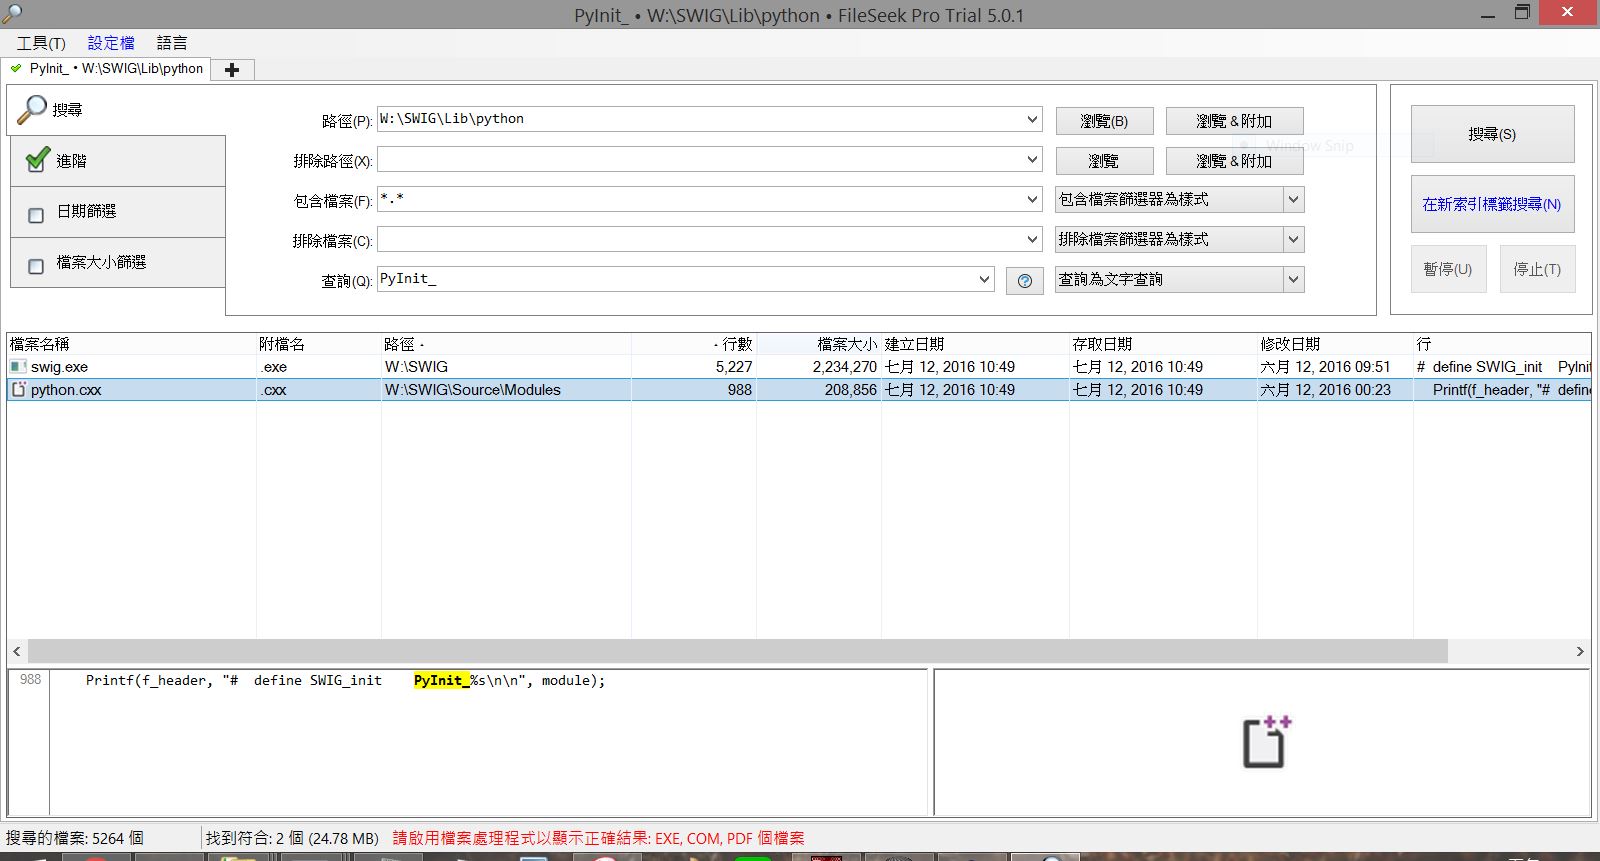 PyInit_ • W:\SWIG\Lib\python • FileSeek Pro Trial 5.0.1
工具(T) 設定檔 語言
PyInit_ • W:\SWIG\Lib\python
搜尋
進階
日期篩選
檔案大小篩選
路徑(P): W:\SWIG\Lib\python 瀏覽(B) 瀏覽 & 附加
Window Snip
排除路徑(X): 瀏覽 瀏覽 & 附加
包含檔案(F): *.* 包含檔案篩選器為樣式
排除檔案(C): 排除檔案篩選器為樣式
查詢(Q): PyInit_ 查詢為文字查詢
搜尋(S)
在新索引標籤搜尋(N)
暫停(U) 停止(T)
檔案名稱 附檔名 路徑 行數 檔案大小 建立日期 存取日期 修改日期 行
swig.exe .exe W:\SWIG 5,227 2,234,270 七月 12, 2016 10:49 七月 12, 2016 10:49 六月 12, 2016 09:51 # define SWIG_init PyInit
python.cxx .cxx W:\SWIG\Source\Modules 988 208,856 七月 12, 2016 10:49 七月 12, 2016 10:49 六月 12, 2016 00:23 Printf(f_header, "# define
988 Printf(f_header, "# define SWIG_init PyInit_%s\n\n", module);
搜尋的檔案: 5264 個 找到符合: 2 個 (24.78 MB) 請啟用檔案處理程式以顯示正確結果: EXE, COM, PDF 個檔案